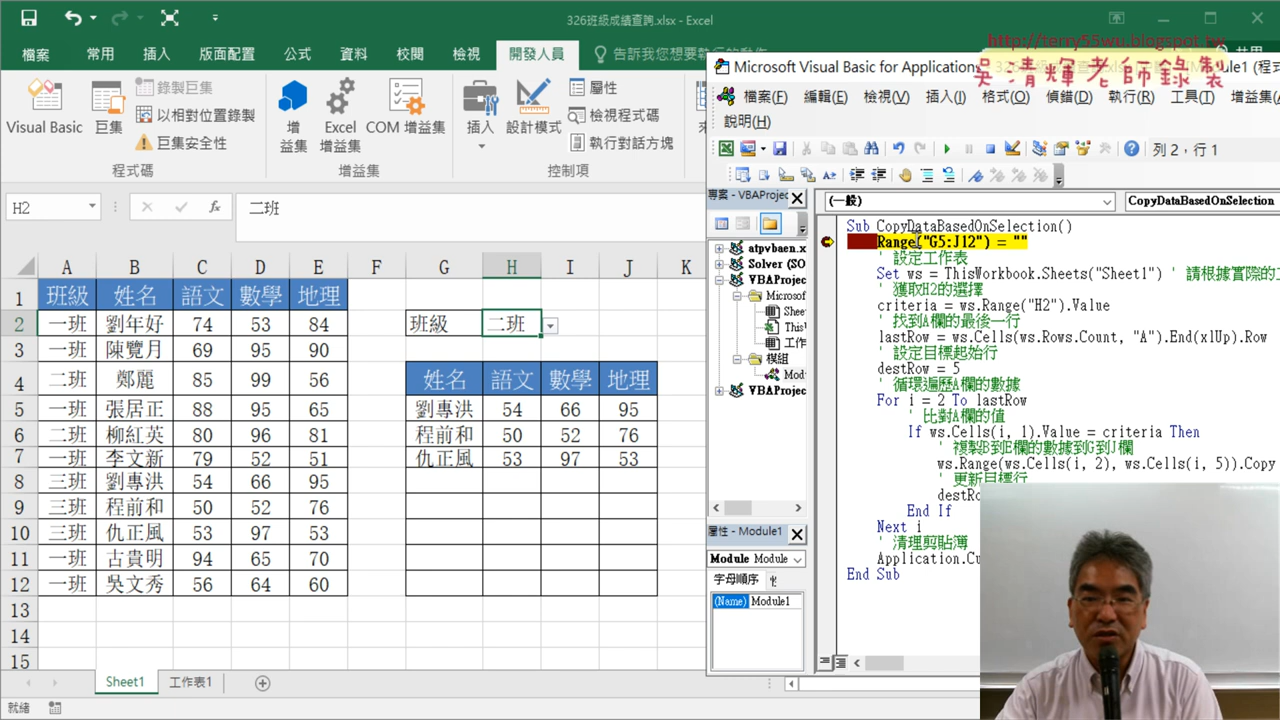 326班級成績查詢.xlsx - Excel
檔案 常用 插入 版面配置 公式 資料 校閱 檢視 開發人員 告訴我您想要執行的動作
http://terry55wu.blogspot.tw
吳清輝老師錄製
Visual Basic 巨集 錄製巨集 以相對位置錄製 巨集安全性
程式碼
增益集 Excel 增益集 COM 增益集
增益集
插入 設計模式 屬性 檢視程式碼 執行對話方塊
控制項
H2 fx 二班
A B C D E F G H I J K
1 班級 姓名 語文 數學 地理
2 一班 劉年好 74 53 84 班級 二班
3 一班 陳覽月 69 95 90
4 二班 鄭麗 85 99 56 姓名 語文 數學 地理
5 一班 張居正 88 95 65 劉專洪 54 66 95
6 二班 柳紅英 80 96 81 程前和 50 52 76
7 一班 李文新 79 52 51 仇正風 53 97 53
8 三班 劉專洪 54 66 95
9 三班 程前和 50 52 76
10 三班 仇正風 53 97 53
11 一班 古貴明 94 65 70
12 一班 吳文秀 56 64 60
13
14
15
Sheet1 工作表1
就緒
Microsoft Visual Basic for Applications
檔案(F) 編輯(E) 檢視(V) 插入(I) 格式(O) 偵錯(D) 執行(R) 工具(T) 增益集(A
說明(H)
列 2，行 1
專案 - VBAProjec
atpvbaen.x
Solver (SO
VBAProjec
Microsof
Shee
This
工作
模組
Mod
VBAProjec
屬性 - Module1
Module Module
字母順序
(Name) Module1
(一般) CopyDataBasedOnSelection
Sub CopyDataBasedOnSelection()
Range("G5:J12") = ""
' 設定工作表
Set ws = ThisWorkbook.Sheets("Sheet1") ' 請根據實際的工
' 獲取H2的選擇
criteria = ws.Range("H2").Value
' 找到A欄的最後一行
lastRow = ws.Cells(ws.Rows.Count, "A").End(xlUp).Row
' 設定目標起始行
destRow = 5
' 循環遍歷A欄的數據
For i = 2 To lastRow
' 比對A欄的值
If ws.Cells(i, 1).Value = criteria Then
' 複製B到E欄的數據到G到J欄
ws.Range(ws.Cells(i, 2), ws.Cells(i, 5)).Copy
' 更新目標行
destRo
End If
Next i
' 清理剪貼簿
Application.Cu
End Sub